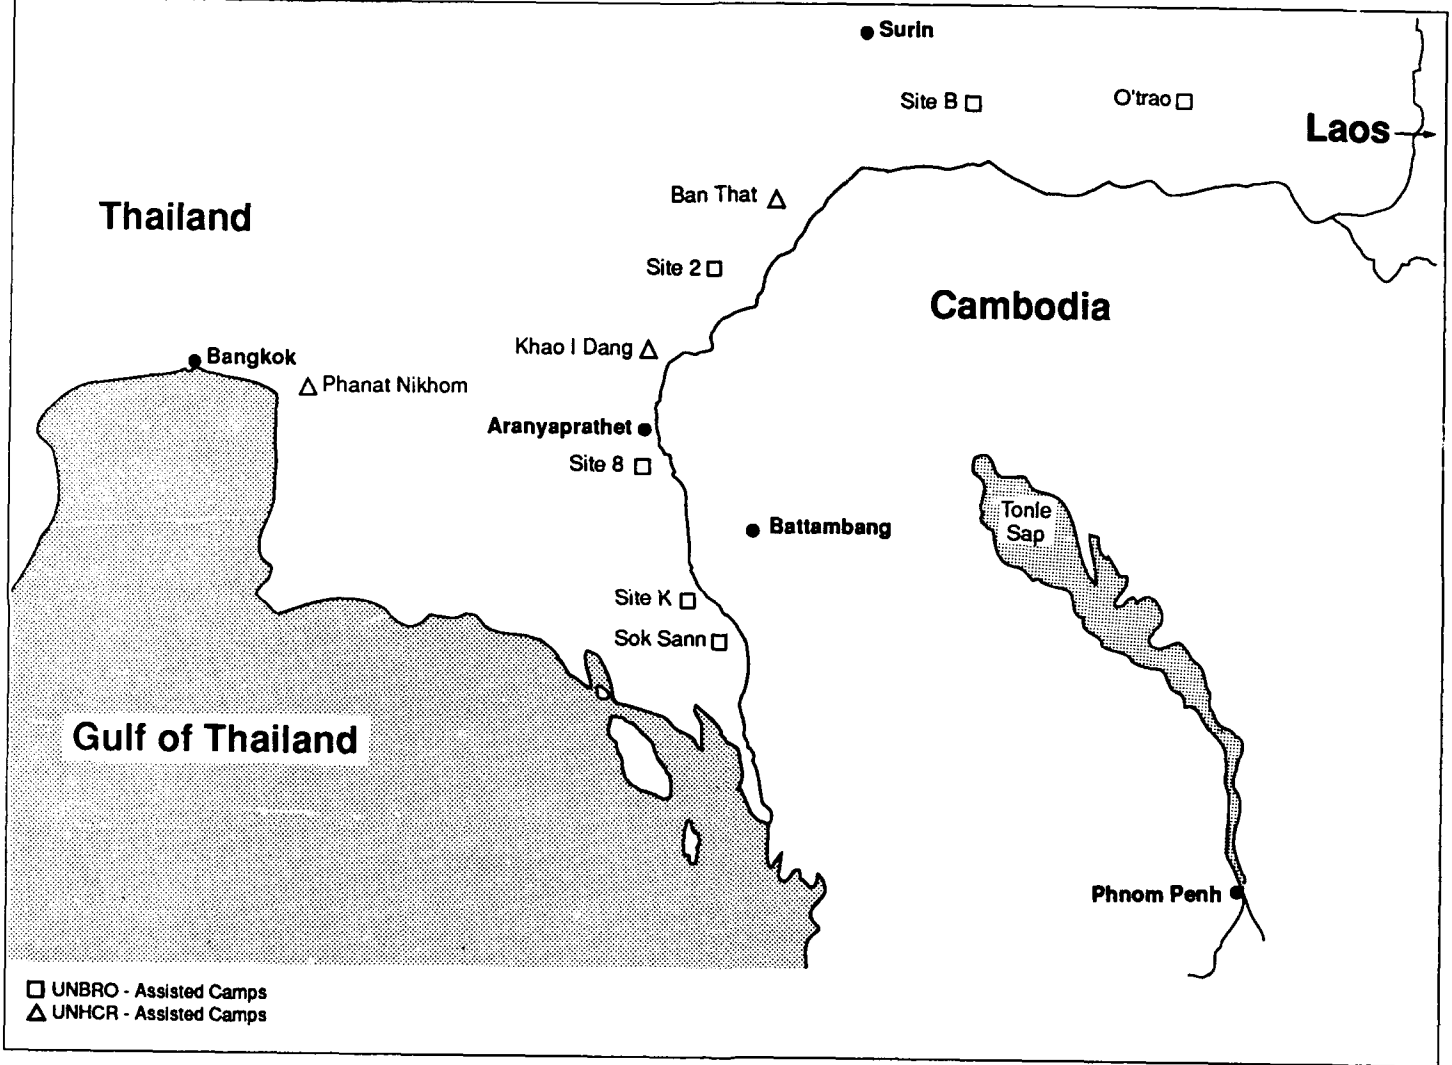 Surin
Site B
O'trao
Laos
Ban That
Thailand
Site 2
Cambodia
Khao I Dang
Bangkok
Phanat Nikhom
Aranyaprathet
Site 8
Tonle
Sap
Battambang
Site K
Sok Sann
Gulf of Thailand
Phnom Penh
UNBRO - Assisted Camps
UNHCR - Assisted Camps